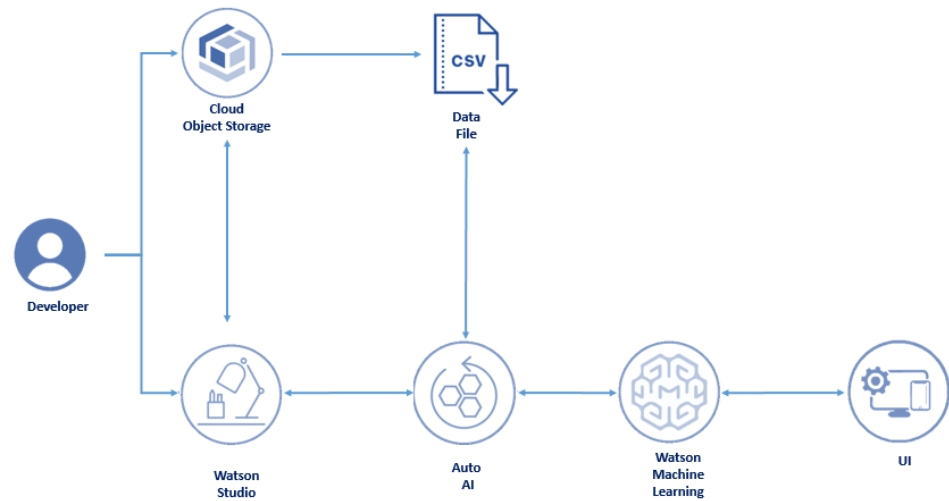 CSV
Cloud
Object Storage
Data
File
Developer
Watson
Studio
Auto
AI
Watson
Machine
Learning
UI